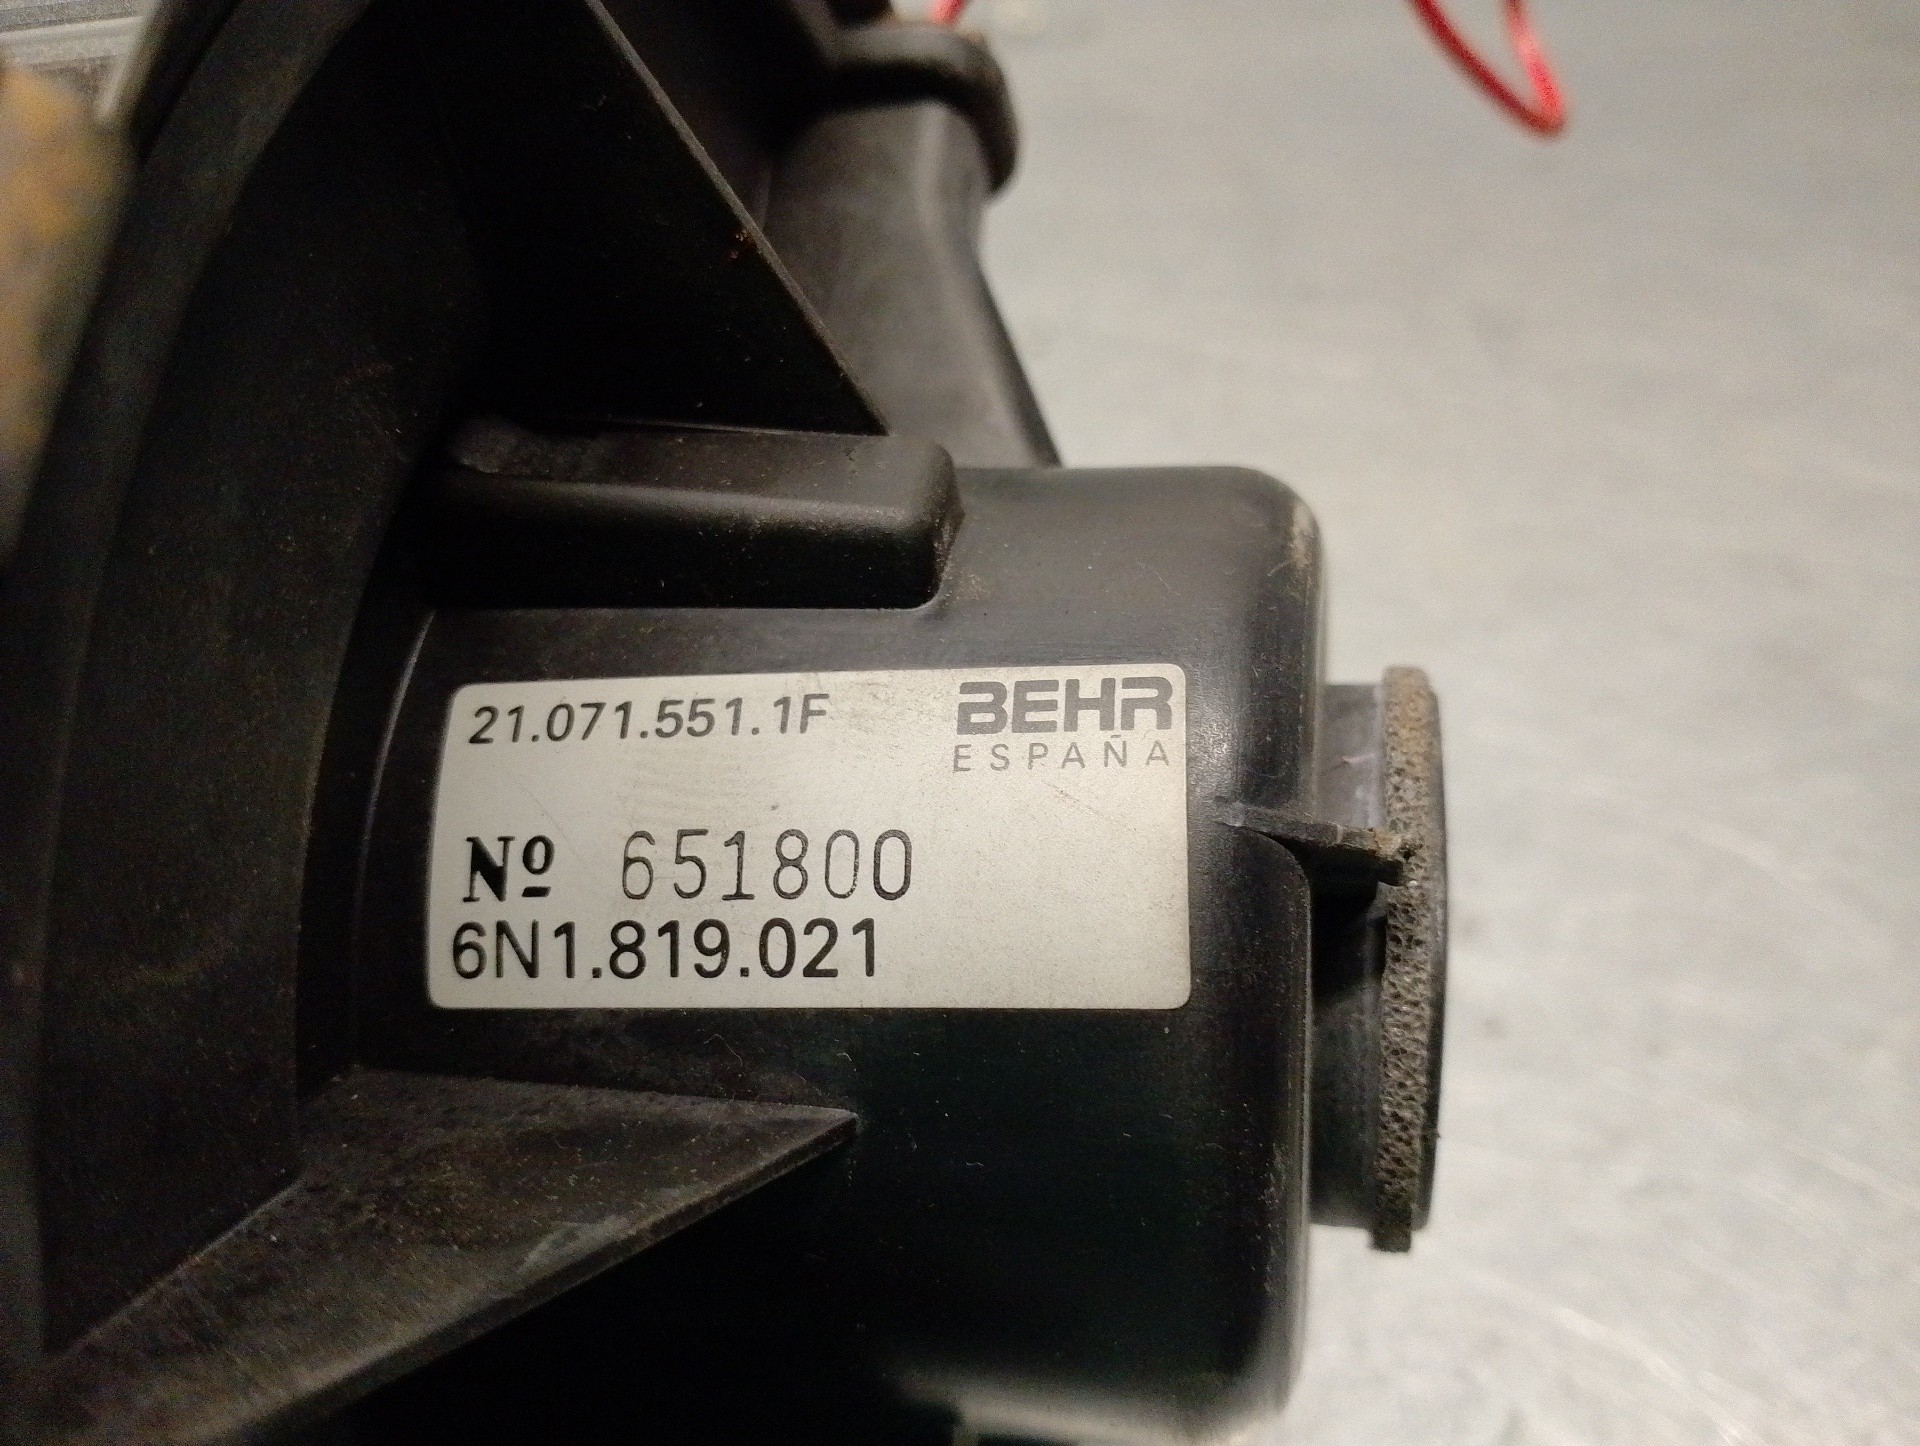 21.071.551.1F
BEHR
ESPAÑA
Nº 651800
6N1.819.021